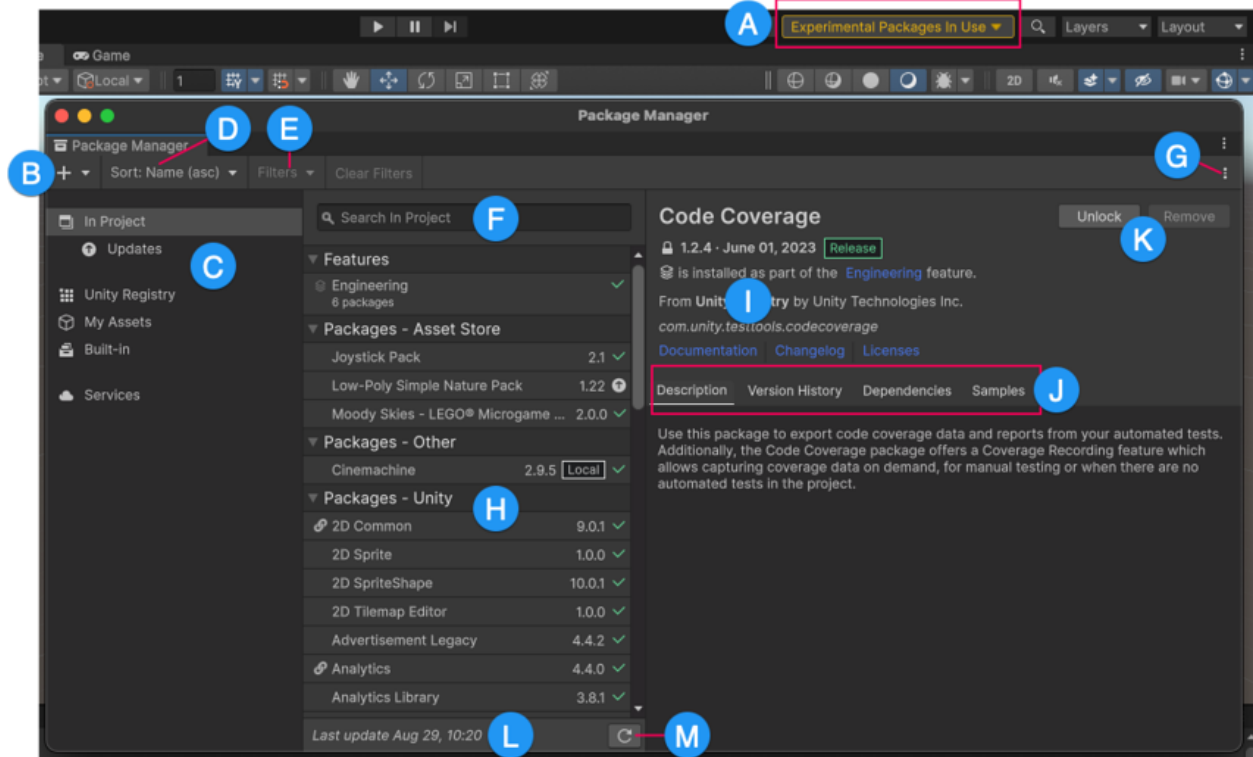 A
Experimental Packages In Use
Layers
Layout
Game
Local
1
2D
Package Manager
Package Manager
D
E
G
B
+
Sort: Name (asc)
Filters
Clear Filters
In Project
Updates
C
Unity Registry
My Assets
Built-in
Services
Search In Project
F
Features
Engineering
6 packages
Packages - Asset Store
Joystick Pack 2.1
Low-Poly Simple Nature Pack 1.22
Moody Skies - LEGO® Microgame ... 2.0.0
Packages - Other
Cinemachine 2.9.5 Local
Packages - Unity
H
2D Common 9.0.1
2D Sprite 1.0.0
2D SpriteShape 10.0.1
2D Tilemap Editor 1.0.0
Advertisement Legacy 4.4.2
Analytics 4.4.0
Analytics Library 3.8.1
Last update Aug 29, 10:20
L
M
Code Coverage
Unlock
Remove
K
1.2.4 · June 01, 2023 Release
is installed as part of the Engineering feature.
From Unity by Unity Technologies Inc.
I
com.unity.testtools.codecoverage
Documentation Changelog Licenses
Description Version History Dependencies Samples
J
Use this package to export code coverage data and reports from your automated tests.
Additionally, the Code Coverage package offers a Coverage Recording feature which
allows capturing coverage data on demand, for manual testing or when there are no
automated tests in the project.